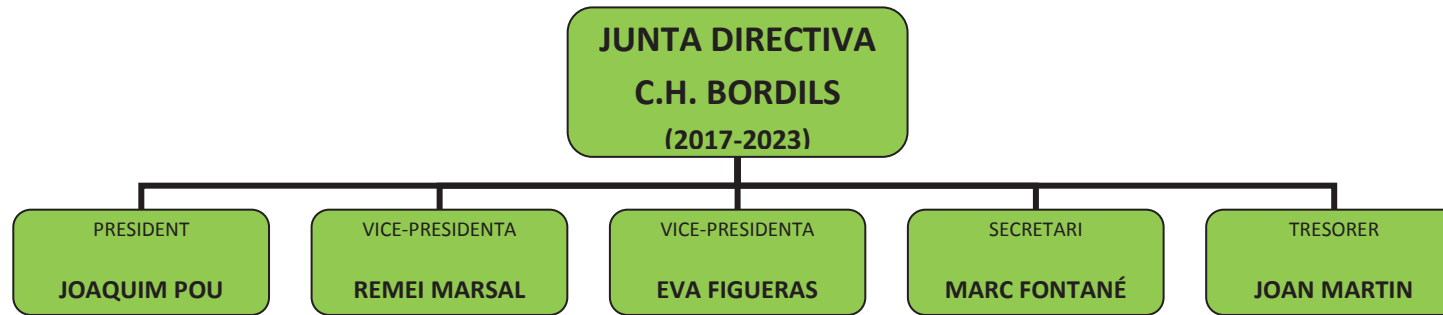 JUNTA DIRECTIVA
C.H. BORDILS
(2017-2023)
PRESIDENT
JOAQUIM POU
VICE-PRESIDENTA
REMEI MARSAL
VICE-PRESIDENTA
EVA FIGUERAS
SECRETARI
MARC FONTANÉ
TRESORER
JOAN MARTIN